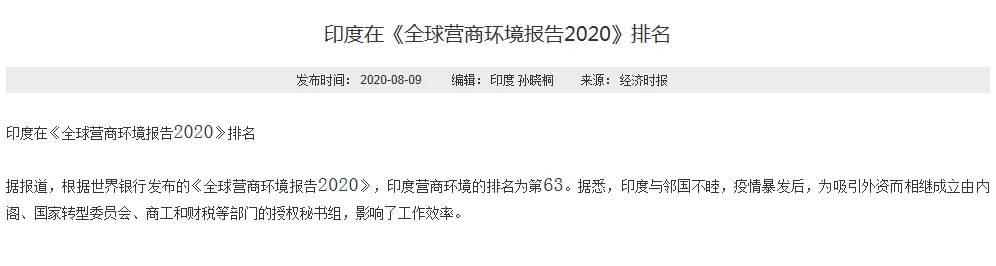 印度在《全球营商环境报告2020》排名
发布时间： 2020-08-09 编辑： 印度 孙晓桐 来源： 经济时报
印度在《全球营商环境报告2020》排名
据报道，根据世界银行发布的《全球营商环境报告2020》，印度营商环境的排名为第63。据悉，印度与邻国不睦，疫情暴发后，为吸引外资而相继成立由内
阁、国家转型委员会、商工和财税等部门的授权秘书组，影响了工作效率。